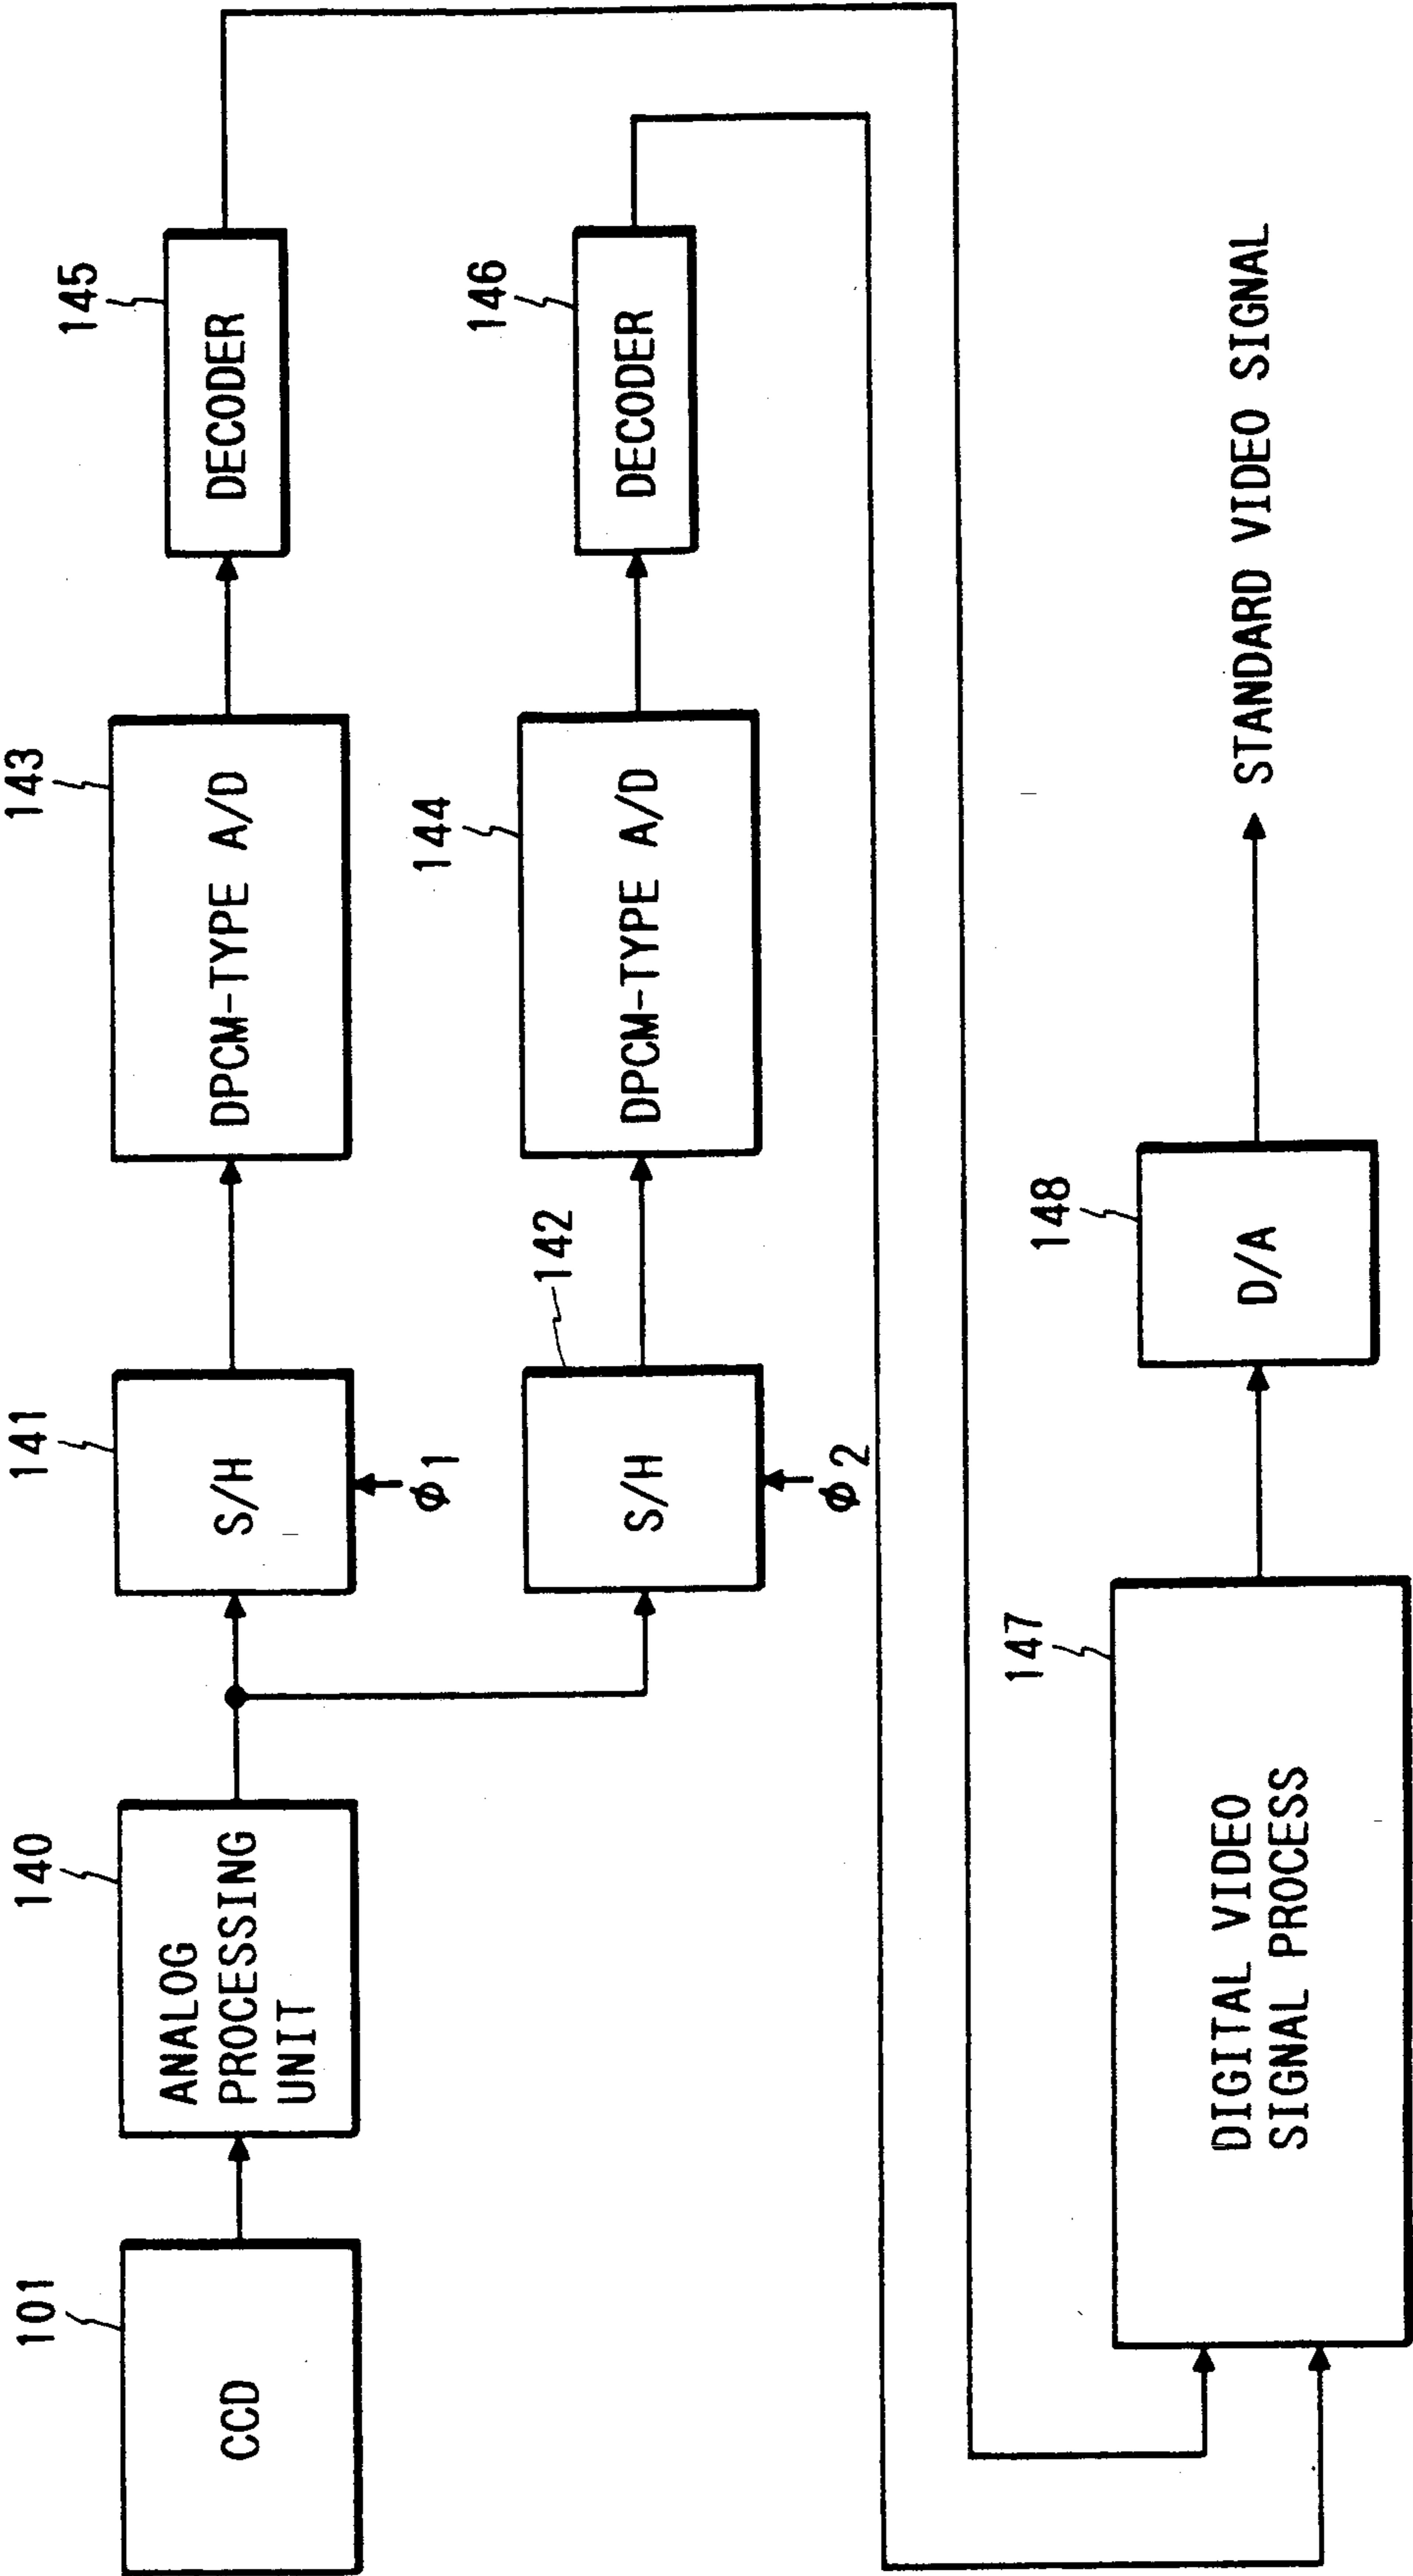 101
CCD
140
ANALOG
PROCESSING
UNIT
141
S/H
φ1
143
DPCM-TYPE A/D
145
DECODER
142
S/H
φ2
144
DPCM-TYPE A/D
146
DECODER
147
DIGITAL VIDEO
SIGNAL PROCESS
148
D/A
STANDARD VIDEO SIGNAL